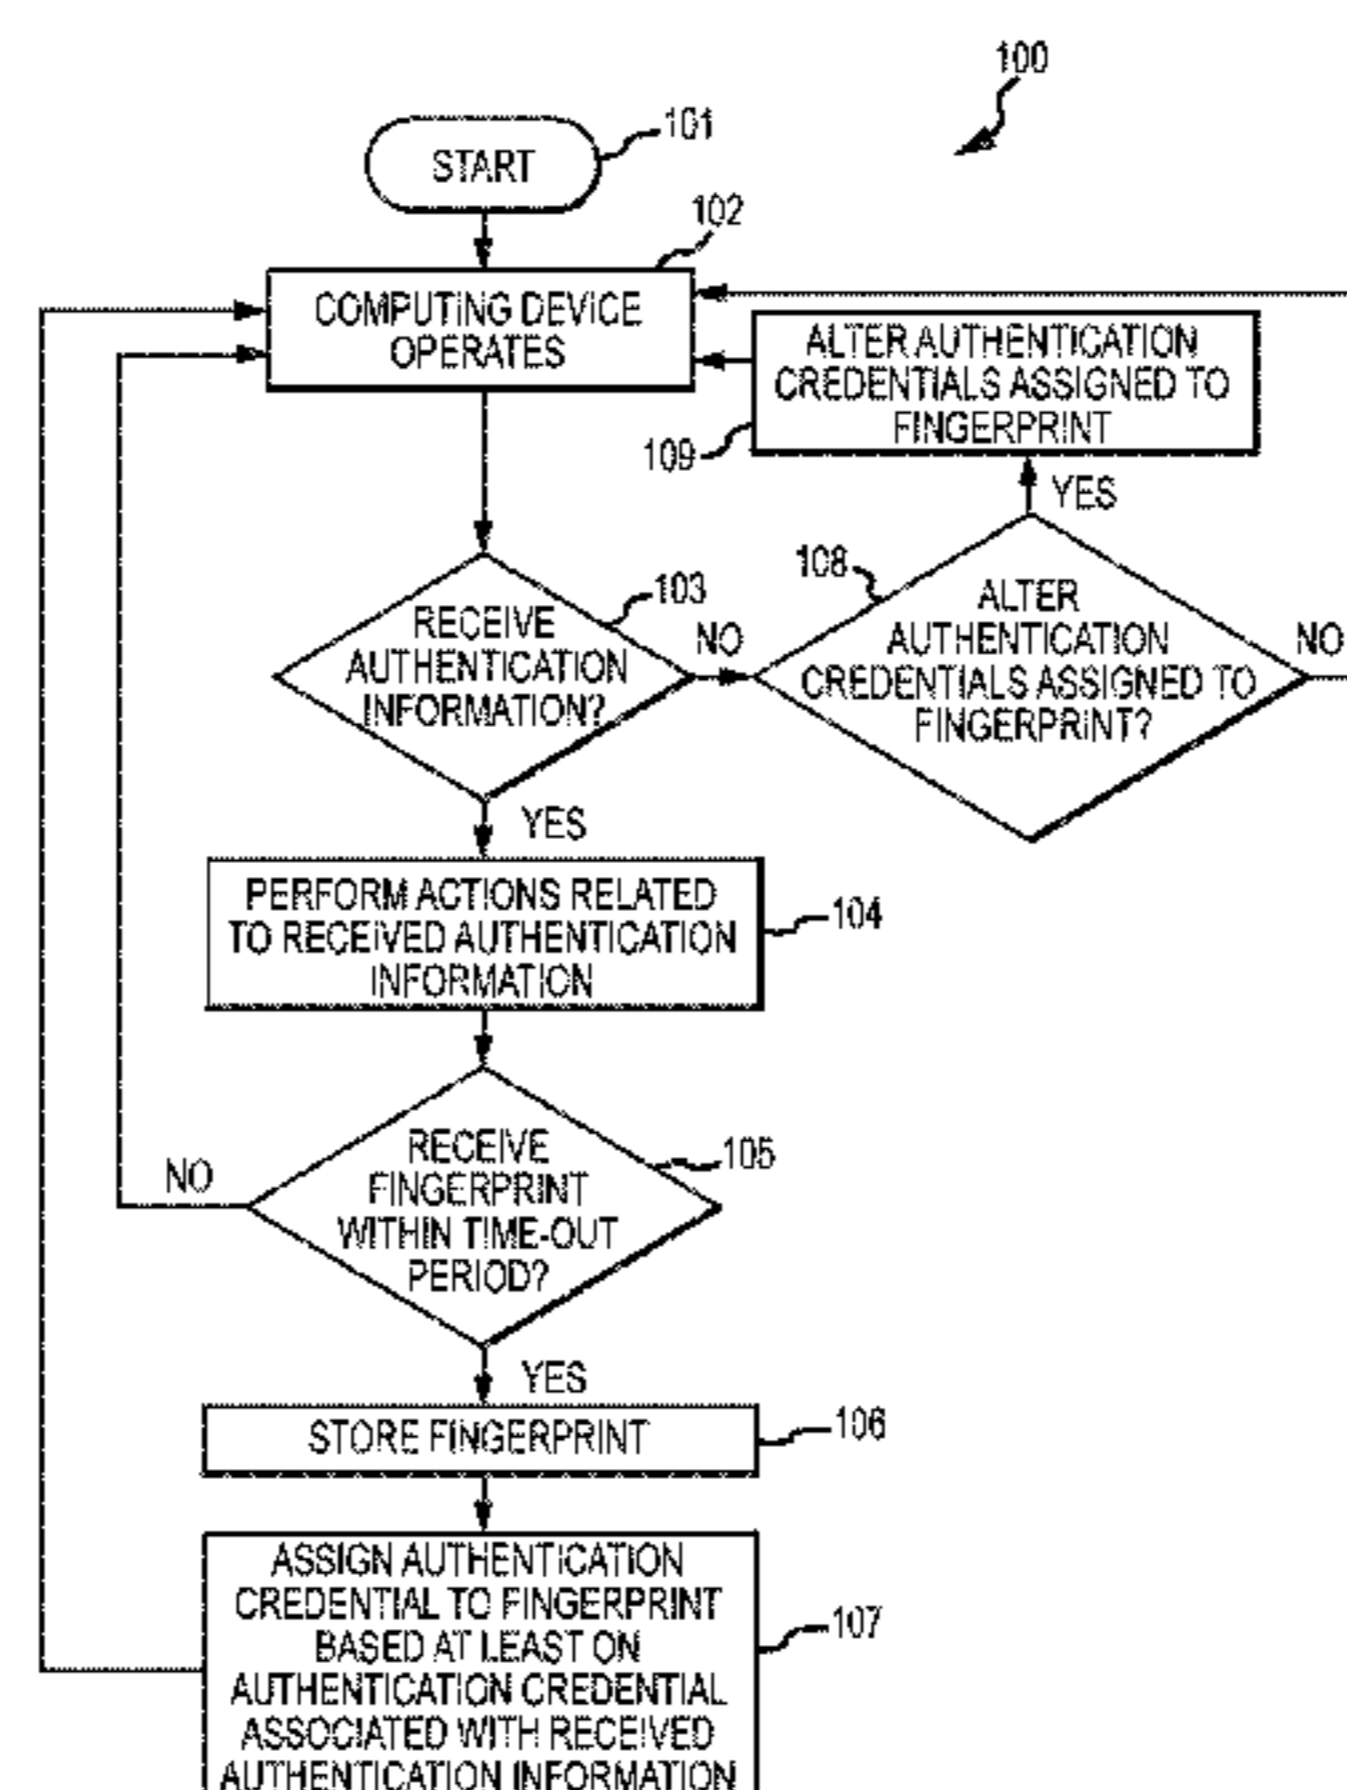 100
101
START
102
COMPUTING DEVICE
OPERATES
ALTER AUTHENTICATION
CREDENTIALS ASSIGNED TO
FINGERPRINT
109
YES
108
ALTER
AUTHENTICATION
CREDENTIALS ASSIGNED TO
FINGERPRINT?
NO
103
RECEIVE
AUTHENTICATION
INFORMATION?
NO
YES
PERFORM ACTIONS RELATED
TO RECEIVED AUTHENTICATION
INFORMATION
104
RECEIVE
FINGERPRINT
WITHIN TIME-OUT
PERIOD?
105
NO
YES
STORE FINGERPRINT
106
ASSIGN AUTHENTICATION
CREDENTIAL TO FINGERPRINT
BASED AT LEAST ON
AUTHENTICATION CREDENTIAL
ASSOCIATED WITH RECEIVED
AUTHENTICATION INFORMATION
107